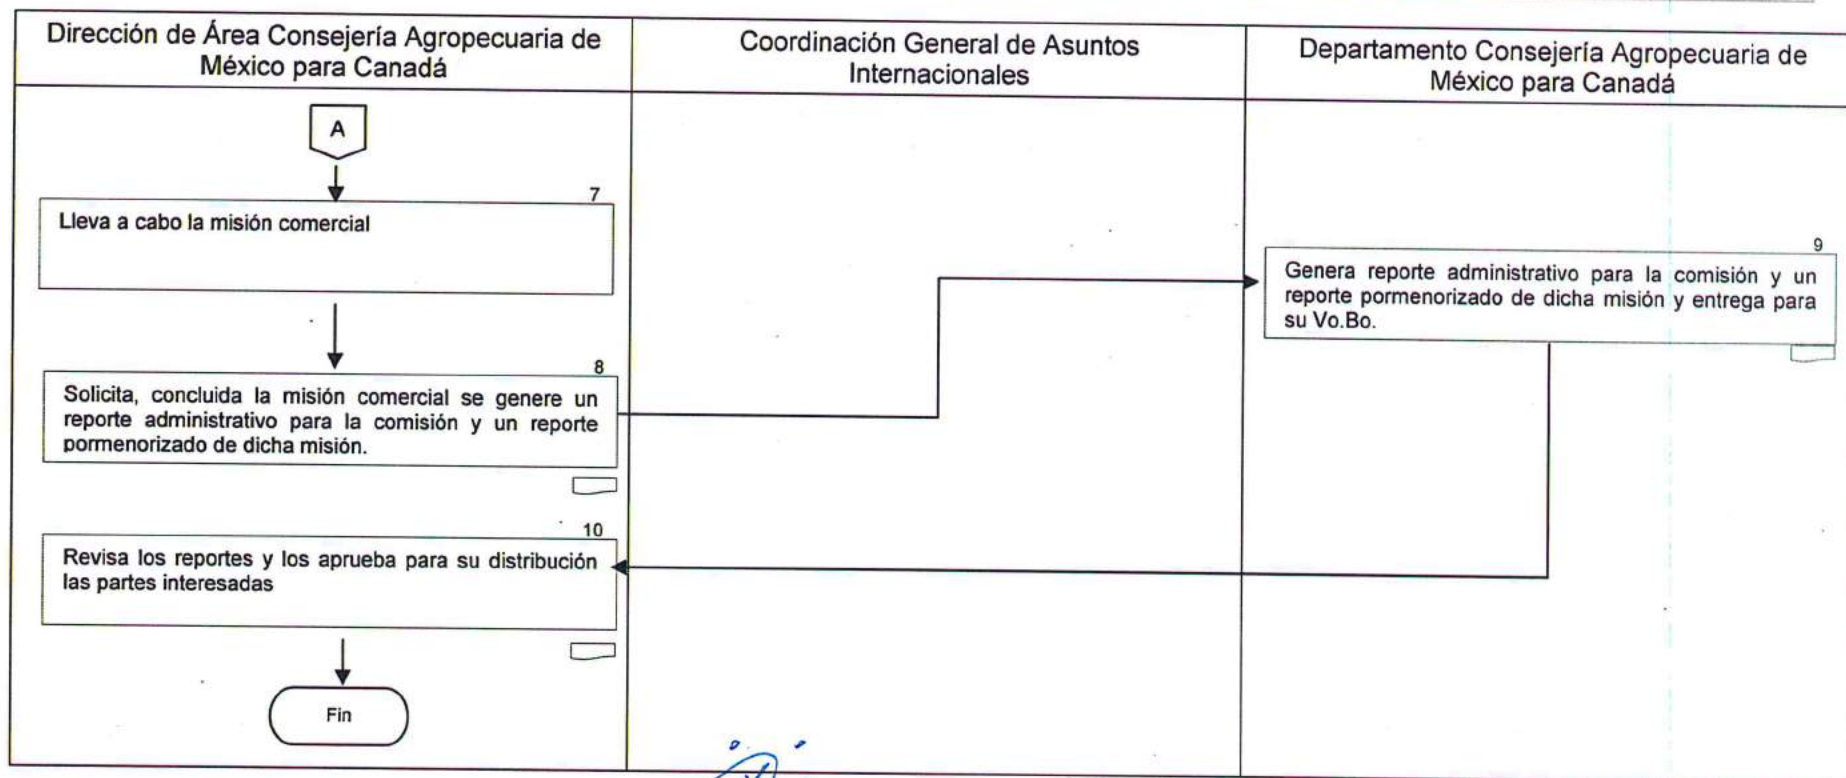 Dirección de Área Consejería Agropecuaria de
México para Canadá
Coordinación General de Asuntos
Internacionales
Departamento Consejería Agropecuaria de
México para Canadá
A
7
Lleva a cabo la misión comercial
8
Solicita, concluida la misión comercial se genere un
reporte administrativo para la comisión y un reporte
pormenorizado de dicha misión.
9
Genera reporte administrativo para la comisión y un
reporte pormenorizado de dicha misión y entrega para
su Vo.Bo.
10
Revisa los reportes y los aprueba para su distribución
las partes interesadas
Fin